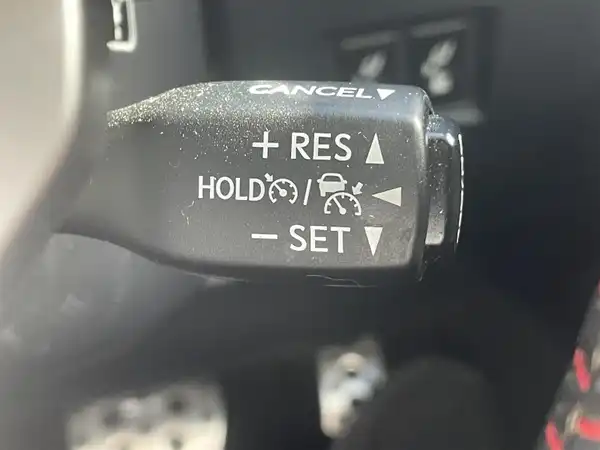 CANCEL
+ RES
HOLD /
- SET